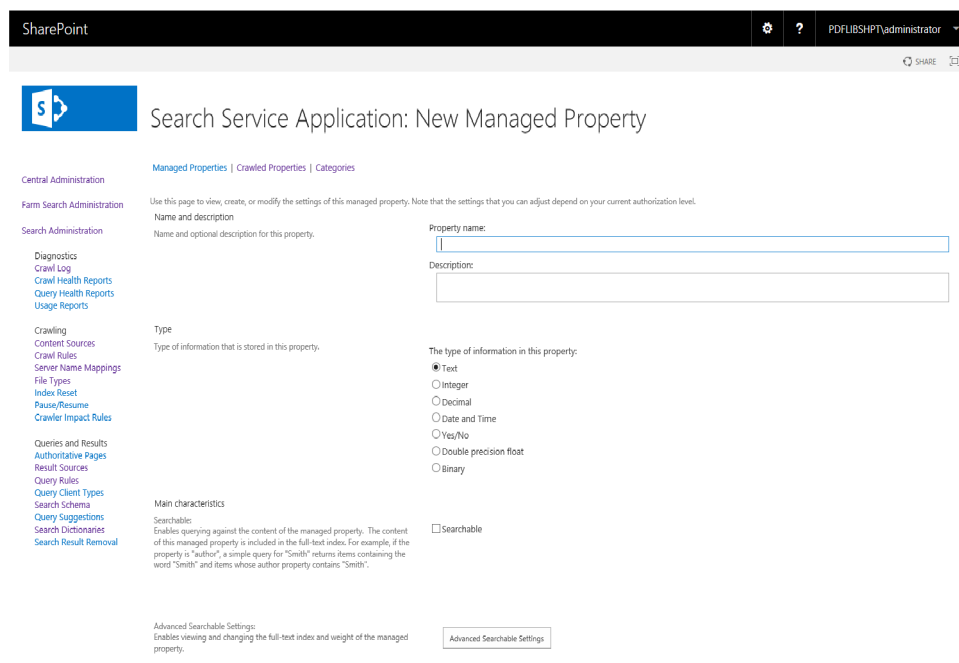 SharePoint
?
PDFLIBSHPT\administrator
SHARE
S
Search Service Application: New Managed Property
Managed Properties | Crawled Properties | Categories
Central Administration
Farm Search Administration
Search Administration
Diagnostics
Crawl Log
Crawl Health Reports
Query Health Reports
Usage Reports
Crawling
Content Sources
Crawl Rules
Server Name Mappings
File Types
Index Reset
Pause/Resume
Crawler Impact Rules
Queries and Results
Authoritative Pages
Result Sources
Query Rules
Query Client Types
Search Schema
Query Suggestions
Search Dictionaries
Search Result Removal
Use this page to view, create, or modify the settings of this managed property. Note that the settings that you can adjust depend on your current authorization level.
Name and description
Name and optional description for this property.
Property name:
Description:
Type
Type of information that is stored in this property.
The type of information in this property:
Text
Integer
Decimal
Date and Time
Yes/No
Double precision float
Binary
Main characteristics
Searchable:
Enables querying against the content of the managed property. The content
of this managed property is included in the full-text index. For example, if the
property is "author", a simple query for "Smith" returns items containing the
word "Smith" and items whose author property contains "Smith".
Searchable
Advanced Searchable Settings:
Enables viewing and changing the full-text index and weight of the managed
property.
Advanced Searchable Settings